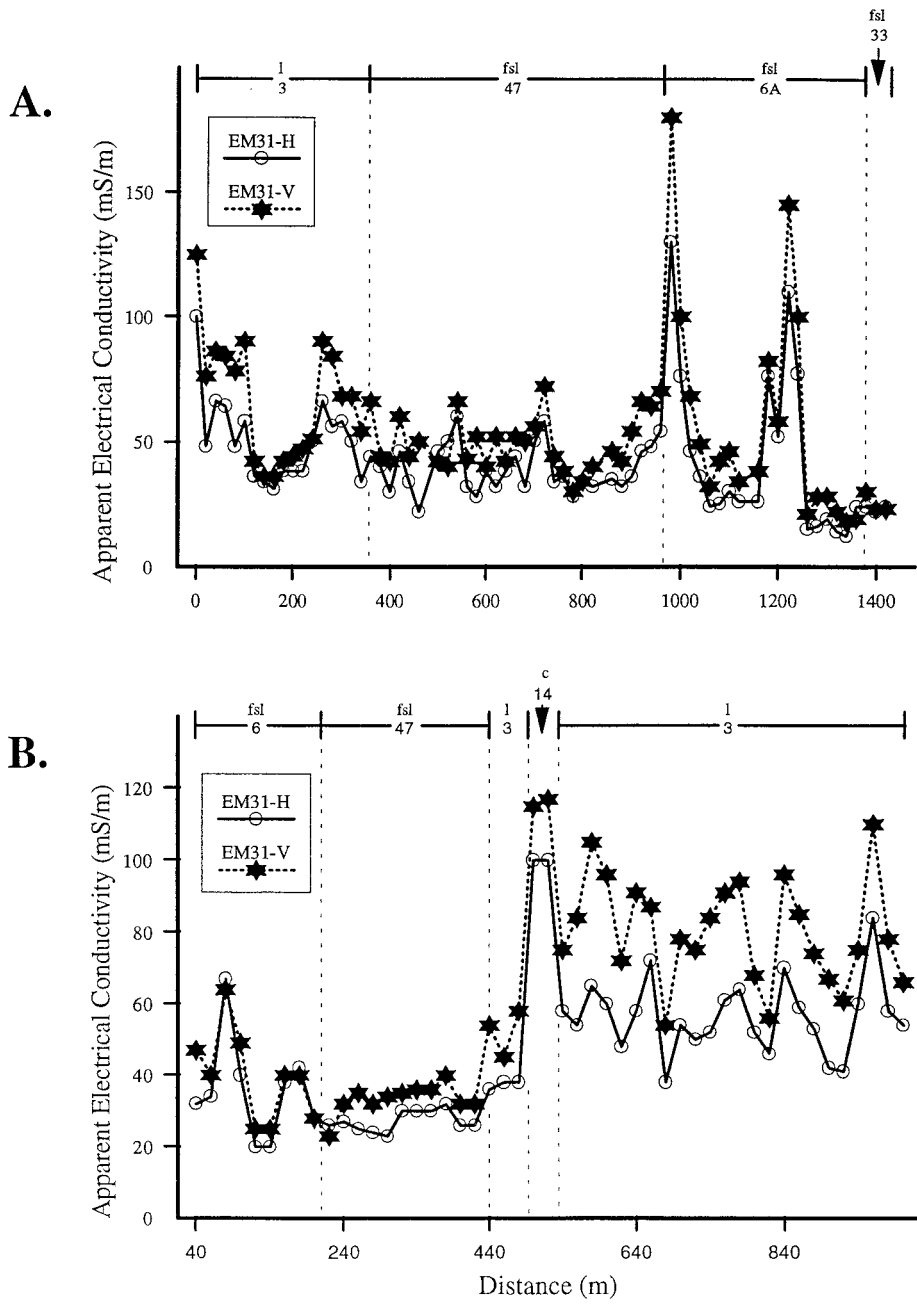 fsl
33
l
3
fsl
47
fsl
6A
A.
EM31-H
EM31-V
Apparent Electrical Conductivity (mS/m)
150
100
50
0
0 200 400 600 800 1000 1200 1400
c
14
fsl
6
fsl
47
l
3
l
3
B.
EM31-H
EM31-V
Apparent Electrical Conductivity (mS/m)
120
100
80
60
40
20
0
40 240 440 640 840
Distance (m)